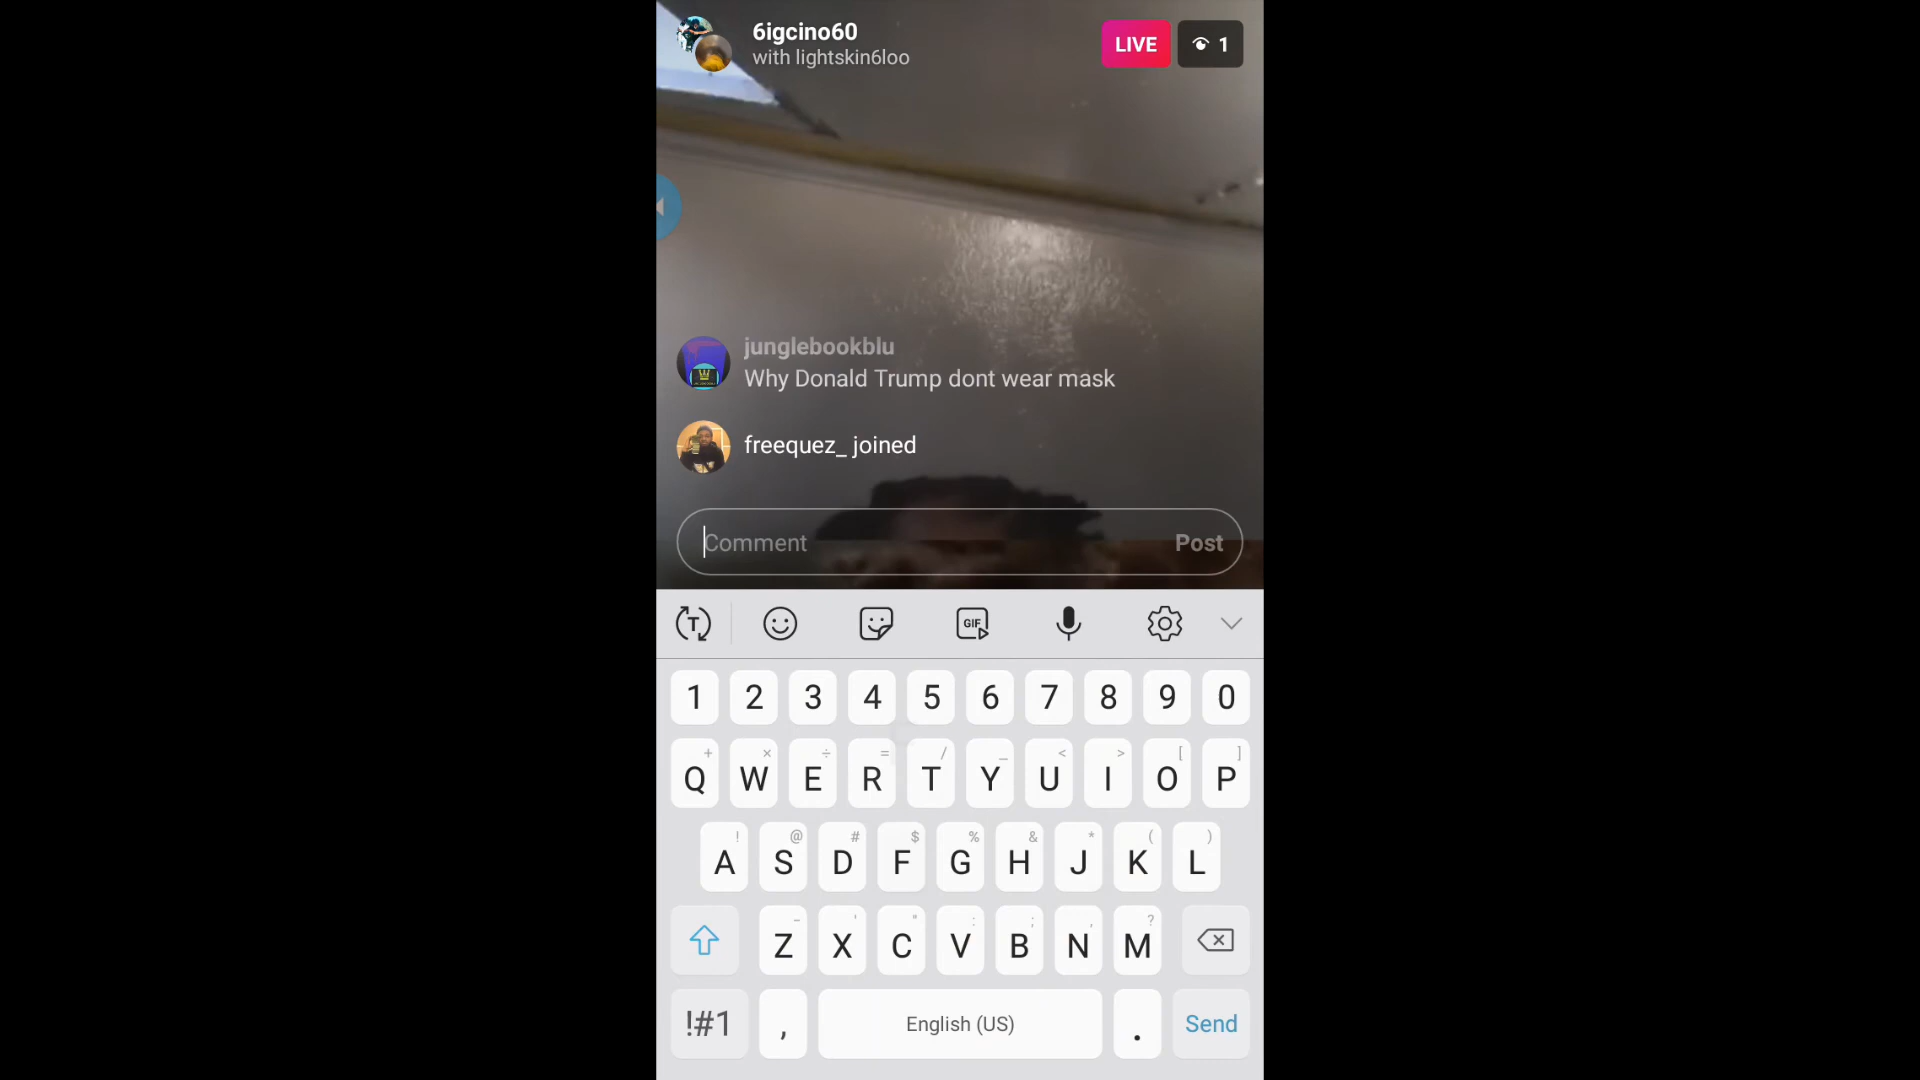 6igcino60
with lightskin6loo
LIVE
1
junglebookblu
Why Donald Trump dont wear mask
freequez_ joined
Comment
Post
T
GIF
1 2 3 4 5 6 7 8 9 0
+ × ÷ = / _ < > [ ]
Q W E R T Y U I O P
! @ # $ % & * ( )
A S D F G H J K L
- ' " : ; , ?
Z X C V B N M
!#1 , English (US) . Send